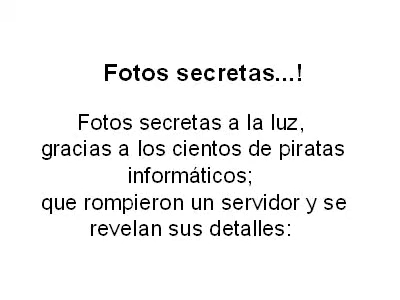 Fotos secretas...!
Fotos secretas a la luz,
gracias a los cientos de piratas
informáticos;
que rompieron un servidor y se
revelan sus detalles: